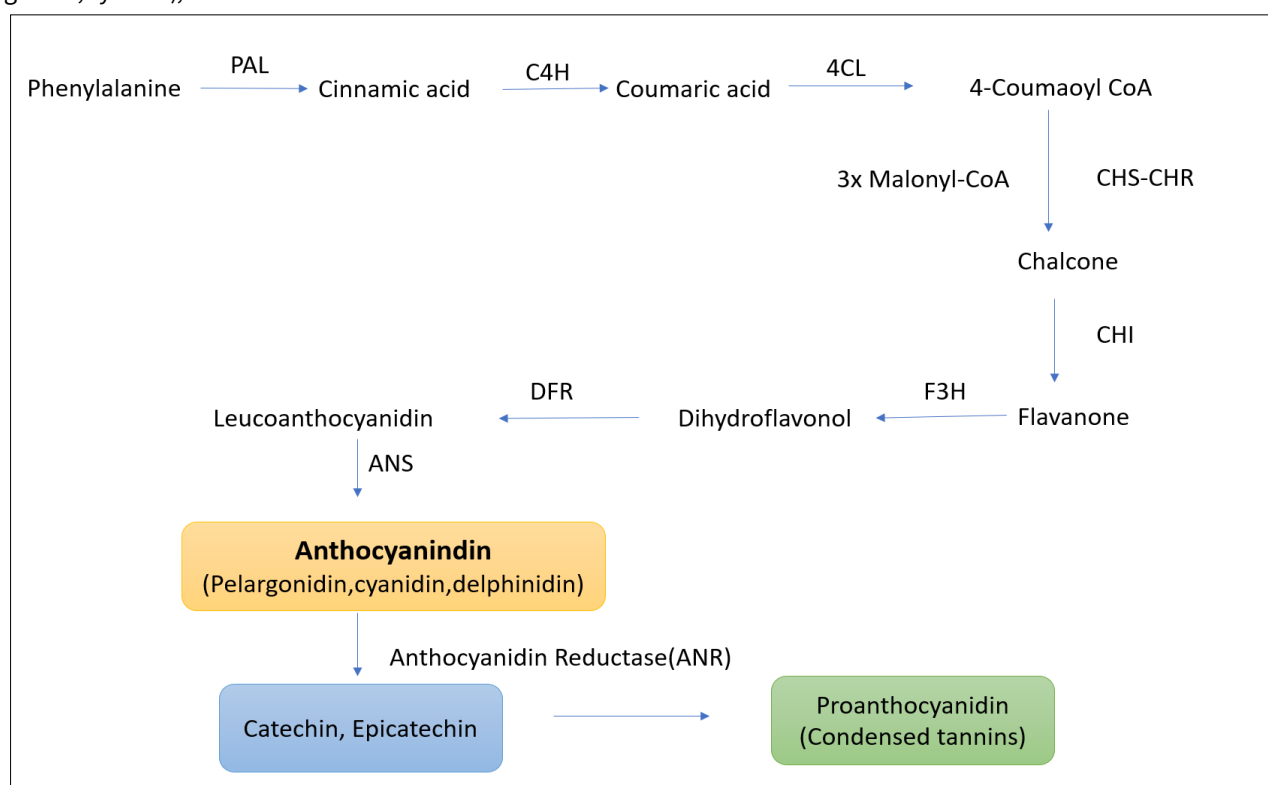 PAL
C4H
4CL
Phenylalanine
Cinnamic acid
Coumaric acid
4-Coumaoyl CoA
3x Malonyl-CoA
CHS-CHR
Chalcone
CHI
Flavanone
F3H
Dihydroflavonol
DFR
Leucoanthocyanidin
ANS
Anthocyanindin
(Pelargonidin,cyanidin,delphinidin)
Anthocyanidin Reductase(ANR)
Catechin, Epicatechin
Proanthocyanidin
(Condensed tannins)